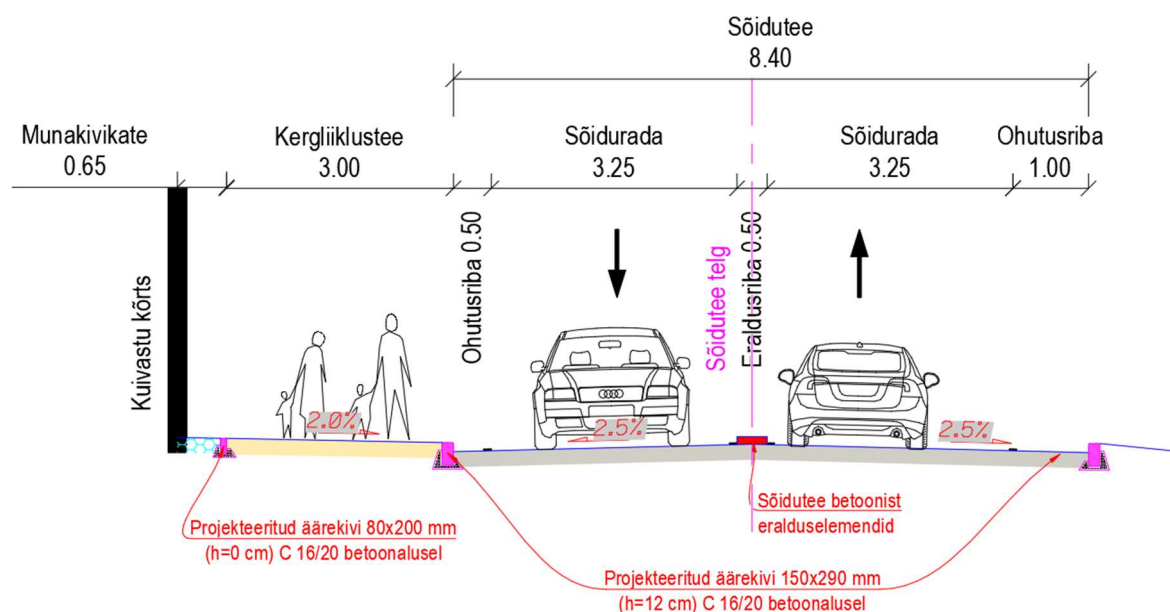 Sõidutee
8.40
Munakivikate
0.65
Kergliiklustee
3.00
Sõidurada
3.25
Sõidurada
3.25
Ohutusriba
1.00
Kuivastu kõrts
Ohutusriba 0.50
Sõidutee telg
Eraldusriba 0.50
2.0%
2.5%
2.5%
Projekteeritud äärekivi 80x200 mm
(h=0 cm) C 16/20 betoonalusel
Sõidutee betoonist
eralduselemendid
Projekteeritud äärekivi 150x290 mm
(h=12 cm) C 16/20 betoonalusel